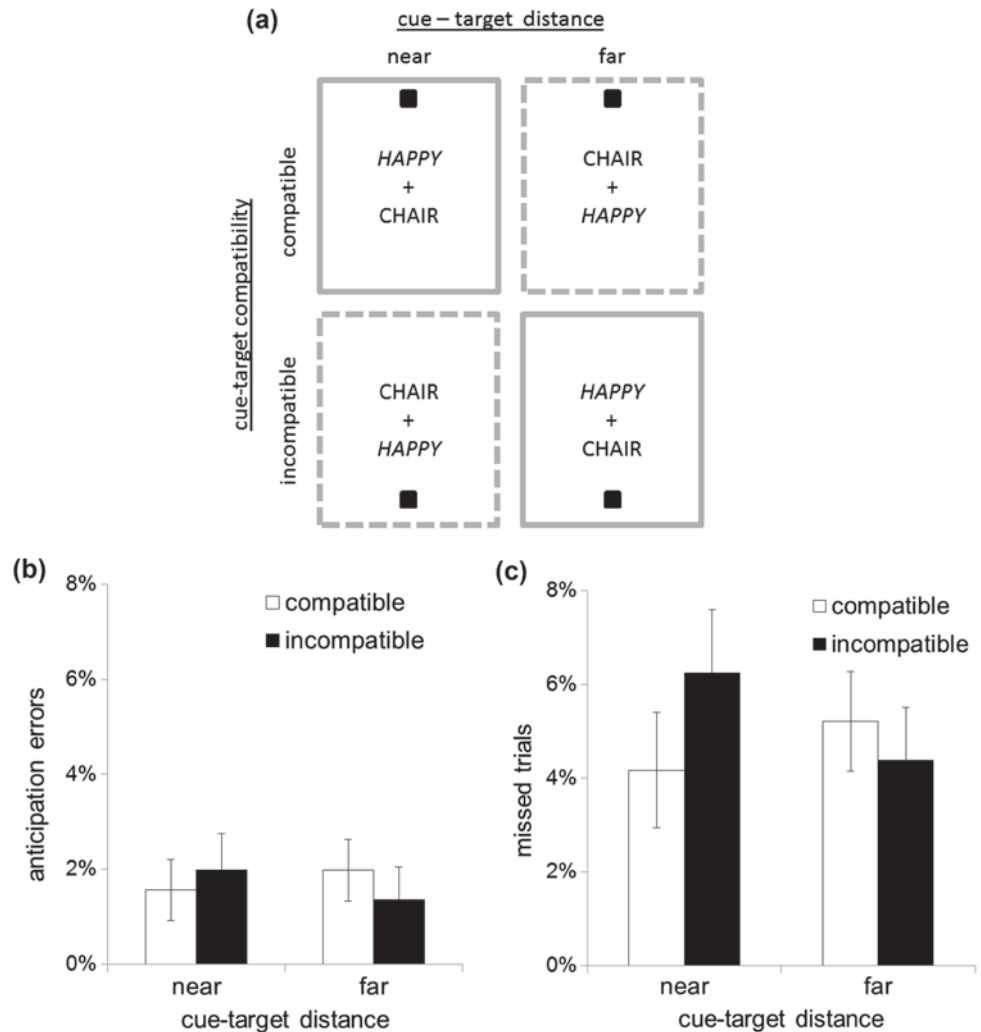 (a)
cue – target distance
near far
cue-target compatibility
compatible
HAPPY
+
CHAIR
CHAIR
+
HAPPY
incompatible
CHAIR
+
HAPPY
HAPPY
+
CHAIR
(b)
8%
6%
4%
2%
0%
anticipation errors
compatible
incompatible
near far
cue-target distance
(c)
8%
6%
4%
2%
0%
missed trials
compatible
incompatible
near far
cue-target distance